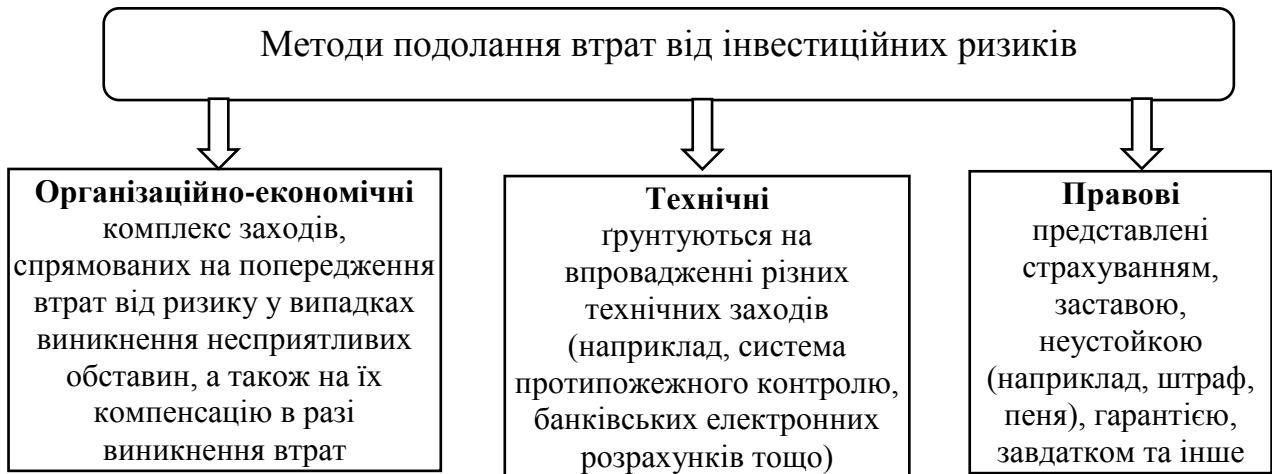 Методи подолання втрат від інвестиційних ризиків
Організаційно-економічні
комплекс заходів,
спрямованих на попередження
втрат від ризику у випадках
виникнення несприятливих
обставин, а також на їх
компенсацію в разі
виникнення втрат
Технічні
ґрунтуються на
впровадженні різних
технічних заходів
(наприклад, система
протипожежного контролю,
банківських електронних
розрахунків тощо)
Правові
представлені
страхуванням,
заставою,
неустойкою
(наприклад, штраф,
пеня), гарантією,
завдатком та інше